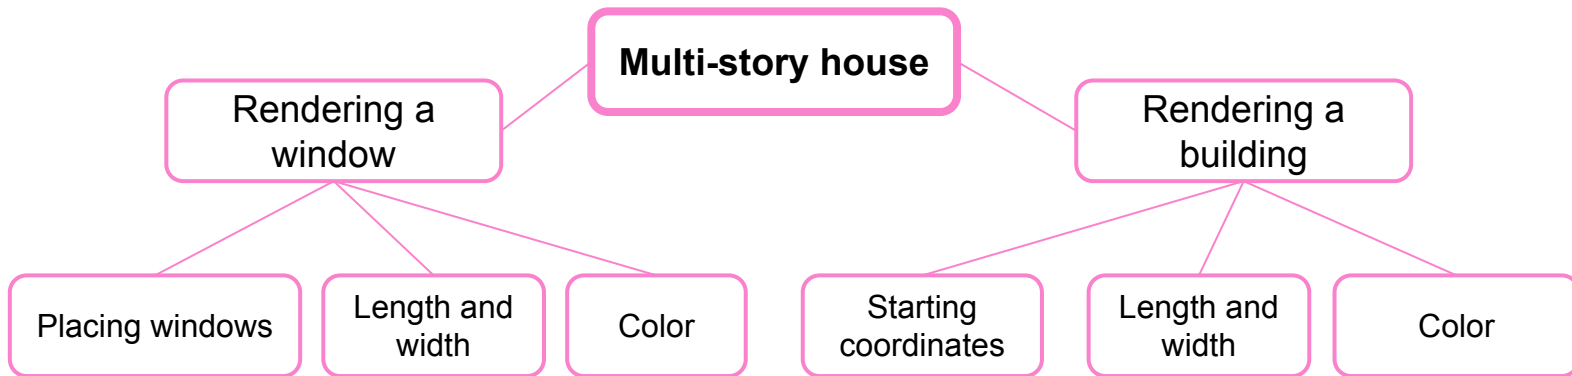 Multi-story house
Rendering a
window
Rendering a
building
Placing windows
Length and
width
Color
Starting
coordinates
Length and
width
Color